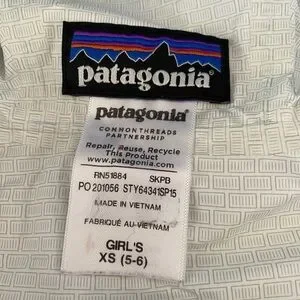 patagonia®
patagonia®
COMMONTHREADS
PARTNERSHIP
Repair, Reuse, Recycle
This Product
www.patagonia.com
RN51884 SKPB
PO 201056 STY64341SP15
MADE IN VIETNAM
FABRIQUÉ AU VIETNAM
GIRL'S
XS (5-6)